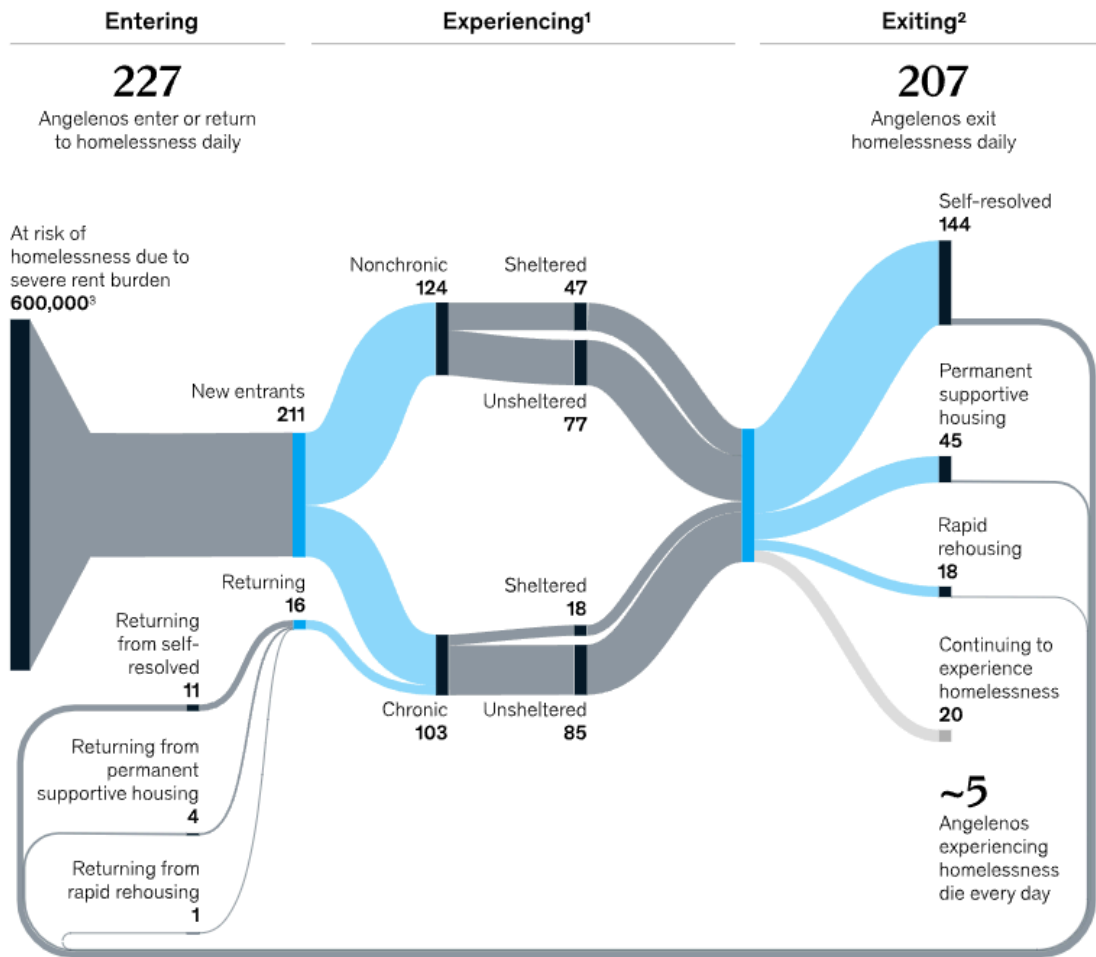 Entering
Experiencing¹
Exiting²
227
Angelenos enter or return
to homelessness daily
207
Angelenos exit
homelessness daily
At risk of
homelessness due to
severe rent burden
600,000³
New entrants
211
Returning
16
Returning
from self-
resolved
11
Returning from
permanent
supportive housing
4
Returning from
rapid rehousing
1
Nonchronic
124
Sheltered
47
Unsheltered
77
Chronic
103
Sheltered
18
Unsheltered
85
Self-resolved
144
Permanent
supportive
housing
45
Rapid
rehousing
18
Continuing to
experience
homelessness
20
~5
Angelenos
experiencing
homelessness
die every day